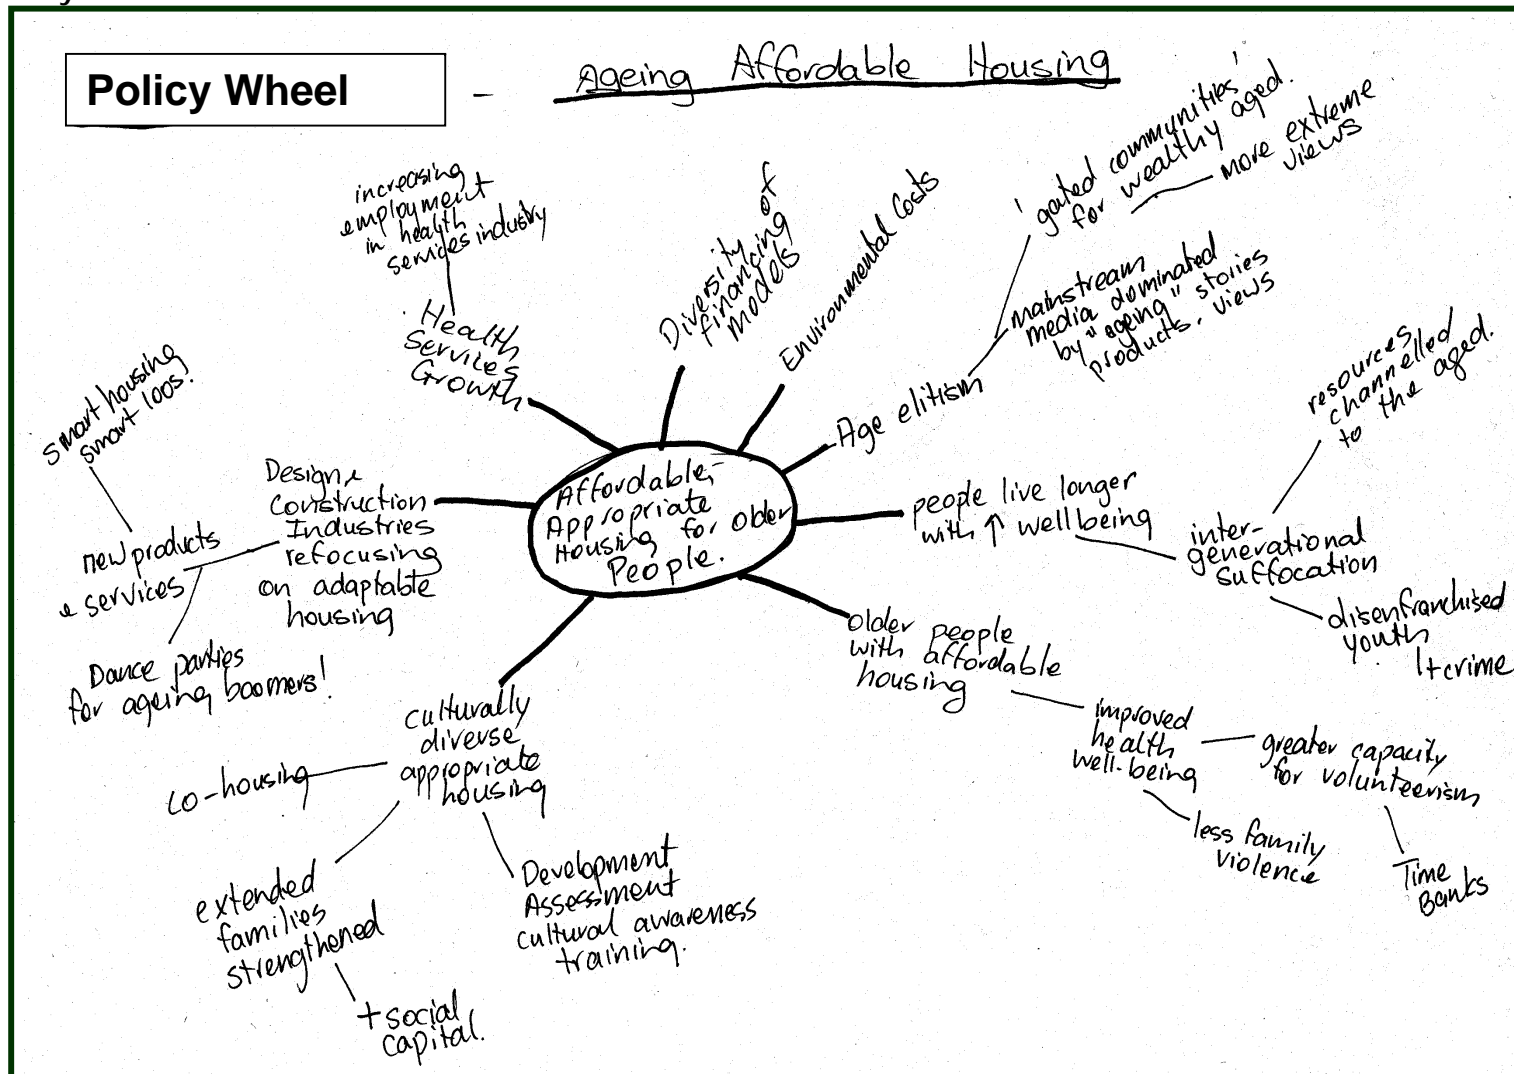 Policy Wheel
- Ageing Affordable Housing
increasing
employment
in health
services industry
Health
Services
Growth
Diversity of
financing
models
Environmental Costs
Age elitism
mainstream
media dominated
by "ageing" stories
products, views
'gated communities'
for wealthy aged.
more extreme
views
people live longer
with ↑ wellbeing
inter-
generational
suffocation
resources
channelled
to the aged.
disenfranchised
youth
1+crime
Affordable,
Appropriate
Housing for older
People.
older people
with affordable
housing
improved
health
well-being
greater capacity
for volunteerism
Time
Banks
less family
violence
culturally
diverse
appropriate
housing
co-housing
extended
families
strengthened
+ social
capital.
Development
Assessment
cultural awareness
training.
Design &
Construction
Industries
refocusing
on adaptable
housing
new products
& services
smart housing
smart loos!
Dance parties
for ageing boomers!